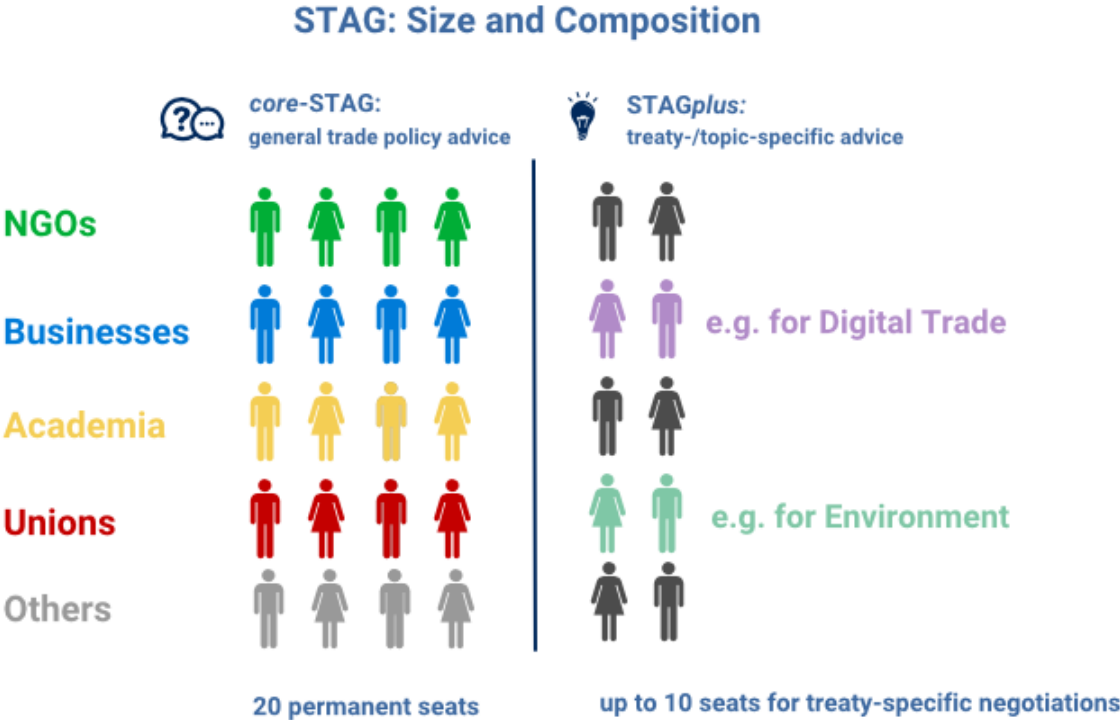 STAG: Size and Composition
core-STAG:
general trade policy advice
STAGplus:
treaty-/topic-specific advice
NGOs
Businesses
e.g. for Digital Trade
Academia
Unions
e.g. for Environment
Others
20 permanent seats
up to 10 seats for treaty-specific negotiations